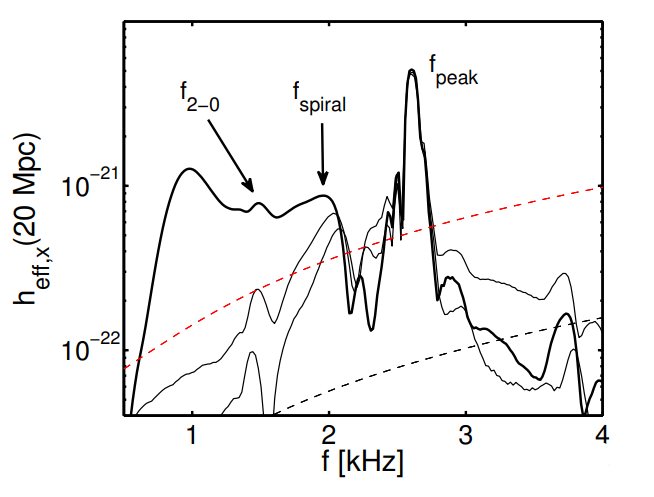 f2−0
fspiral
fpeak
10−21
10−22
heff,x(20 Mpc)
1
2
3
4
f [kHz]